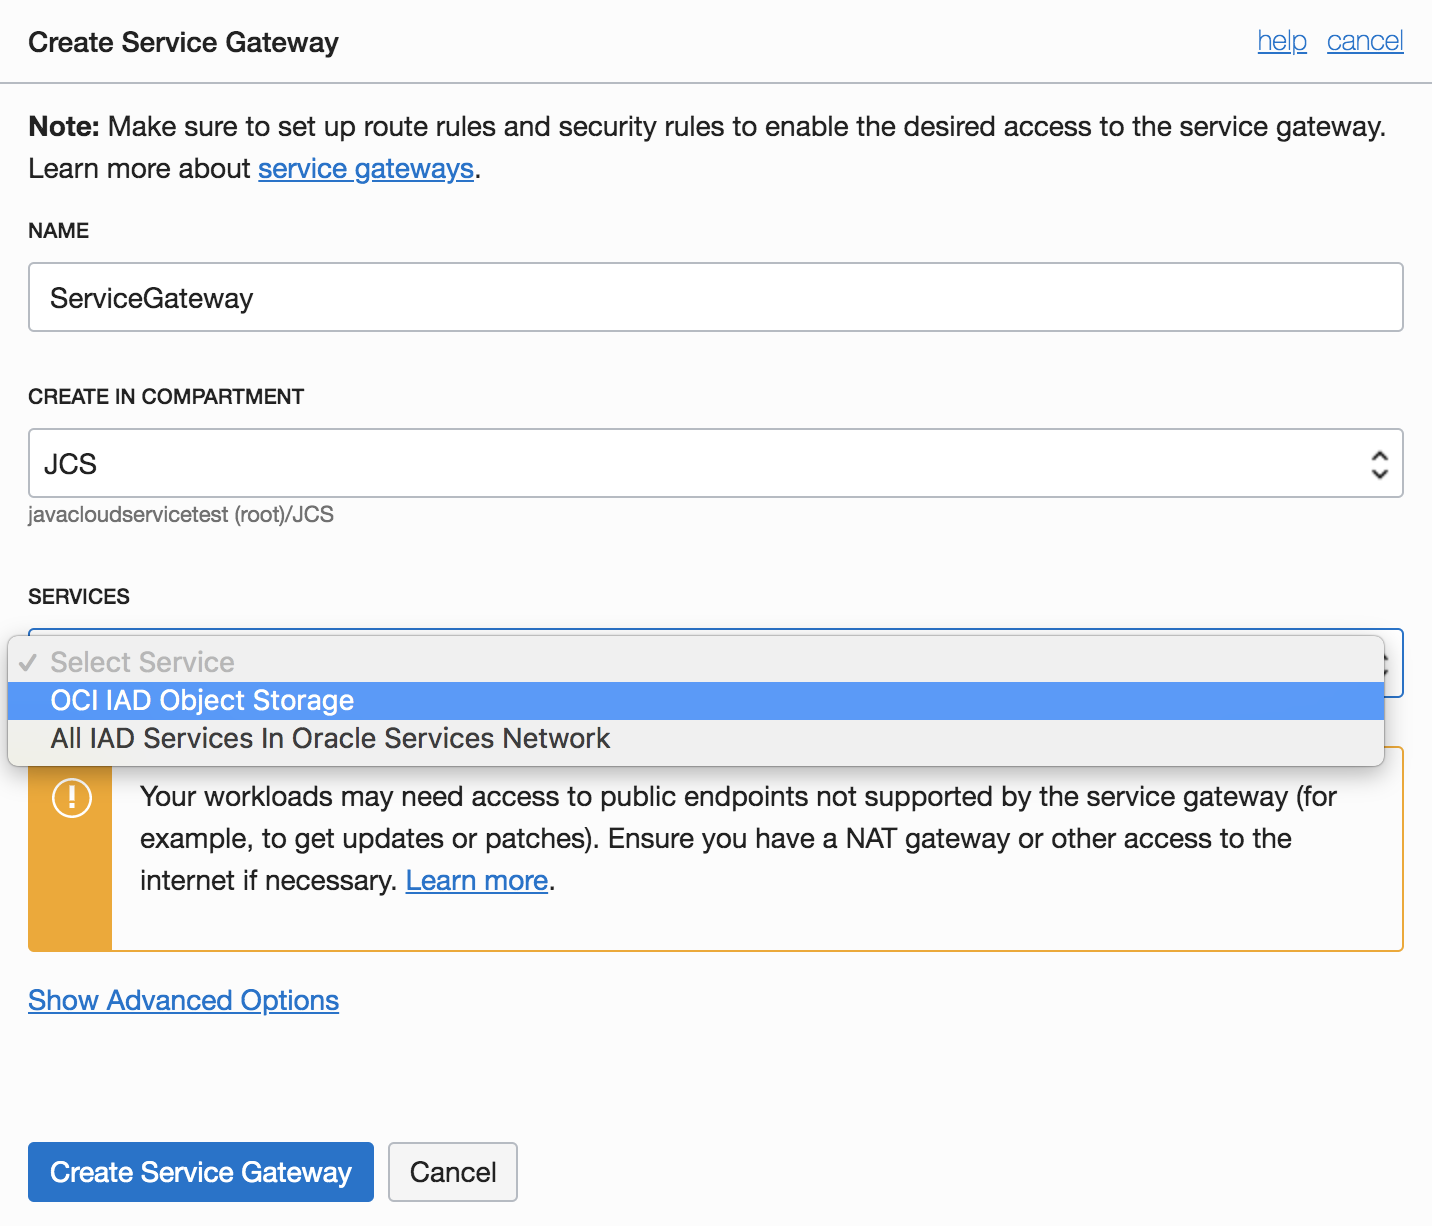 Create Service Gateway
help cancel
Note: Make sure to set up route rules and security rules to enable the desired access to the service gateway.
Learn more about service gateways.
NAME
ServiceGateway
CREATE IN COMPARTMENT
JCS
javacloudservicetest (root)/JCS
SERVICES
✓ Select Service
OCI IAD Object Storage
All IAD Services In Oracle Services Network
Your workloads may need access to public endpoints not supported by the service gateway (for
example, to get updates or patches). Ensure you have a NAT gateway or other access to the
internet if necessary. Learn more.
Show Advanced Options
Create Service Gateway
Cancel